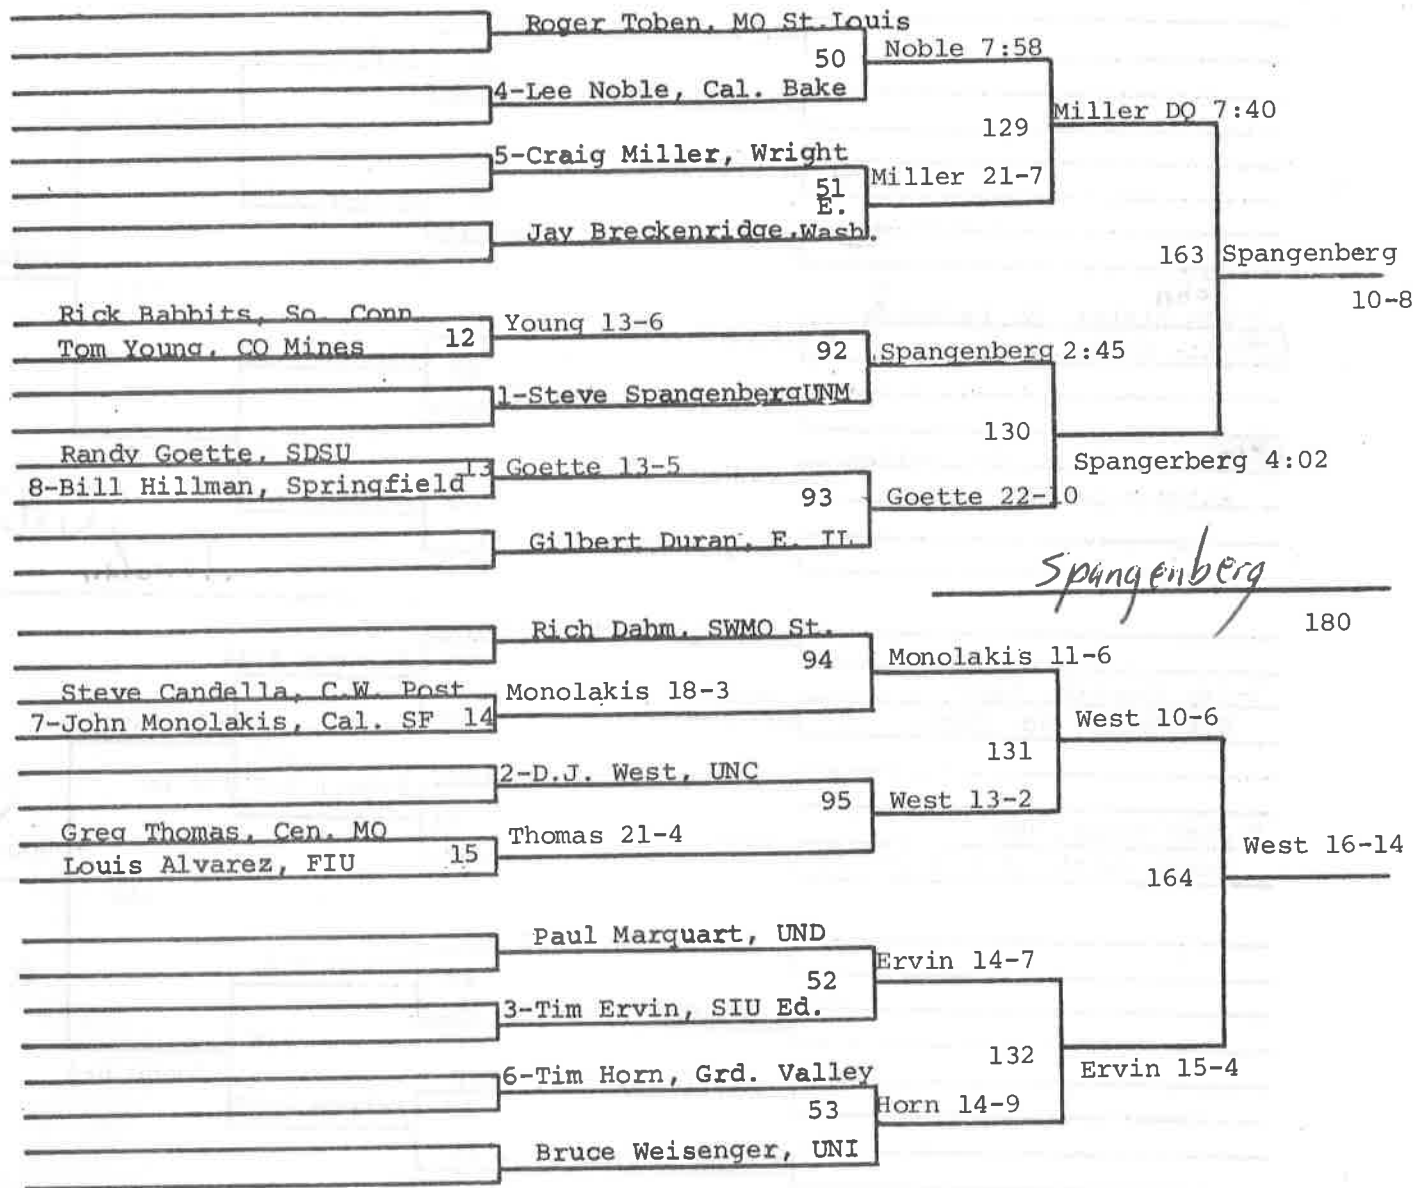 Roger Toben, MO St.Louis
50
Noble 7:58
4-Lee Noble, Cal. Bake
129
Miller DQ 7:40
5-Craig Miller, Wright
51
Miller 21-7
E.
Jay Breckenridge,Wash.
163
Spangenberg
10-8
Rick Babbits, So. Conn
12
Young 13-6
Tom Young, CO Mines
92
Spangenberg 2:45
1-Steve SpangenbergUNM
130
Spangerberg 4:02
Randy Goette, SDSU
13
Goette 13-5
8-Bill Hillman, Springfield
93
Goette 22-10
Gilbert Duran, E. IL
Spangenberg
180
Rich Dahm, SWMO St.
94
Monolakis 11-6
Steve Candella, C.W. Post
Monolakis 18-3
7-John Monolakis, Cal. SF
14
West 10-6
131
2-D.J. West, UNC
95
West 13-2
Greg Thomas, Cen. MO
15
Thomas 21-4
Louis Alvarez, FIU
West 16-14
164
Paul Marquart, UND
52
Ervin 14-7
3-Tim Ervin, SIU Ed.
132
Ervin 15-4
6-Tim Horn, Grd. Valley
53
Horn 14-9
Bruce Weisenger, UNI